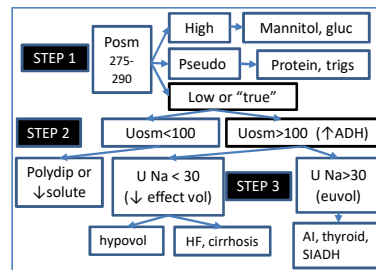 High
Mannitol, gluc
STEP 1
Posm
275-
290
Pseudo
Protein, trigs
Low or “true”
STEP 2
Uosm<100
Uosm>100 (↑ADH)
Polydip or
↓solute
U Na < 30
(↓ effect vol)
STEP 3
U Na>30
(euvol)
hypovol
HF, cirrhosis
AI, thyroid,
SIADH